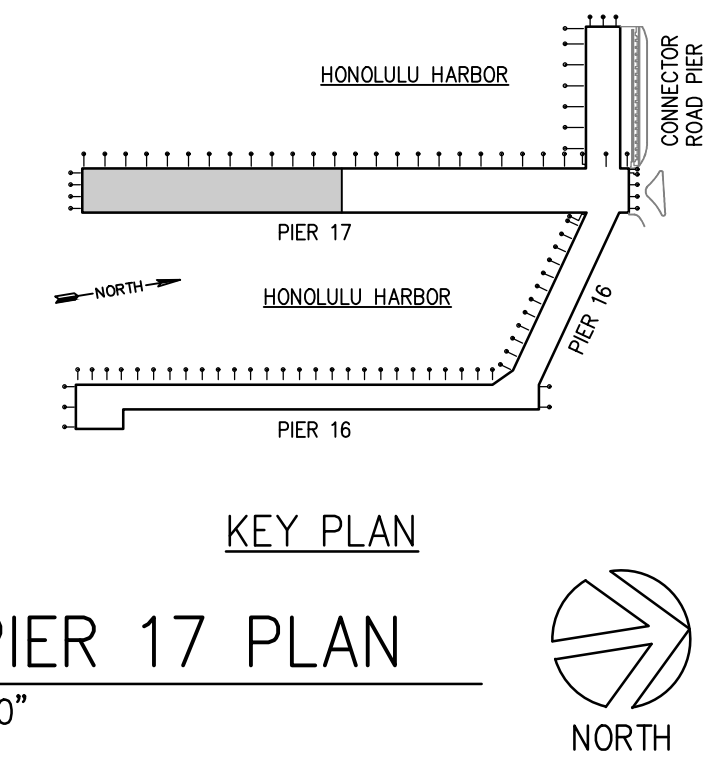 HONOLULU HARBOR
CONNECTOR
ROAD PIER
PIER 17
NORTH
HONOLULU HARBOR
PIER 16
PIER 16
KEY PLAN
PIER 17 PLAN
0"
NORTH